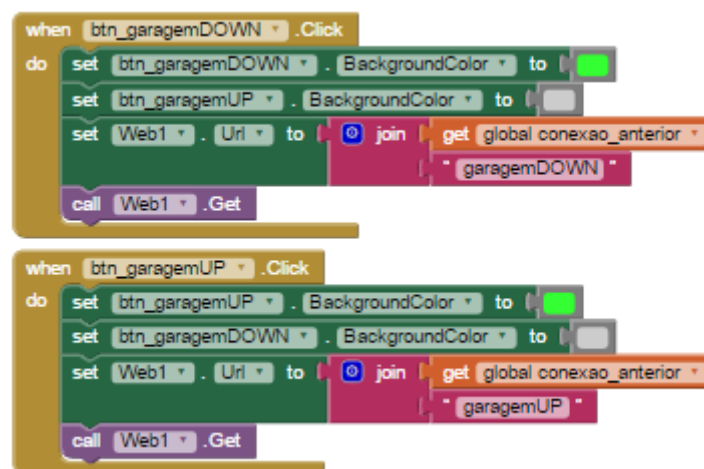 when btn_garagemDOWN .Click
do set btn_garagemDOWN . BackgroundColor to
set btn_garagemUP . BackgroundColor to
set Web1 . Url to join get global conexao_anterior
" garagemDOWN "
call Web1 .Get
when btn_garagemUP .Click
do set btn_garagemUP . BackgroundColor to
set btn_garagemDOWN . BackgroundColor to
set Web1 . Url to join get global conexao_anterior
" garagemUP "
call Web1 .Get